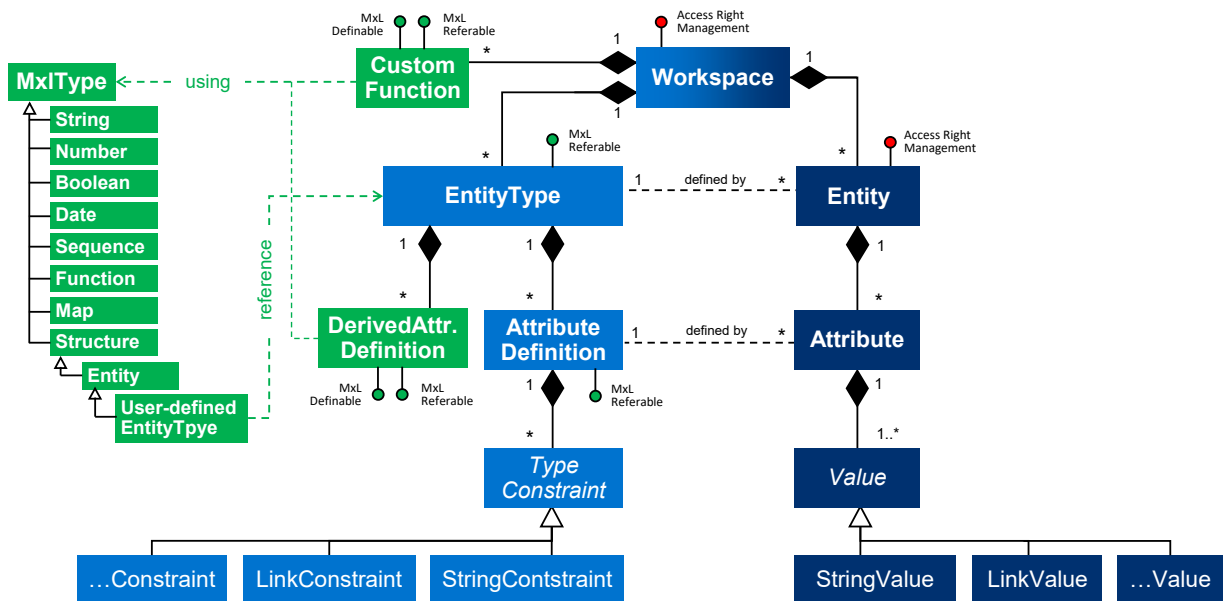 MxL
Definable
MxL
Referable
Access Right
Management
MxlType
using
Custom
Function
*
1
1
Workspace
1
String
Number
Boolean
Date
Sequence
Function
Map
Structure
Entity
User-defined
EntityTpye
reference
*
MxL
Referable
*
Access Right
Management
EntityType
1
defined by
*
Entity
1
1
1
*
*
*
DerivedAttr.
Definition
Attribute
Definition
1
defined by
*
Attribute
MxL
Definable
MxL
Referable
1
MxL
Referable
1
*
1..*
Type
Constraint
Value
…Constraint
LinkConstraint
StringContstraint
StringValue
LinkValue
…Value